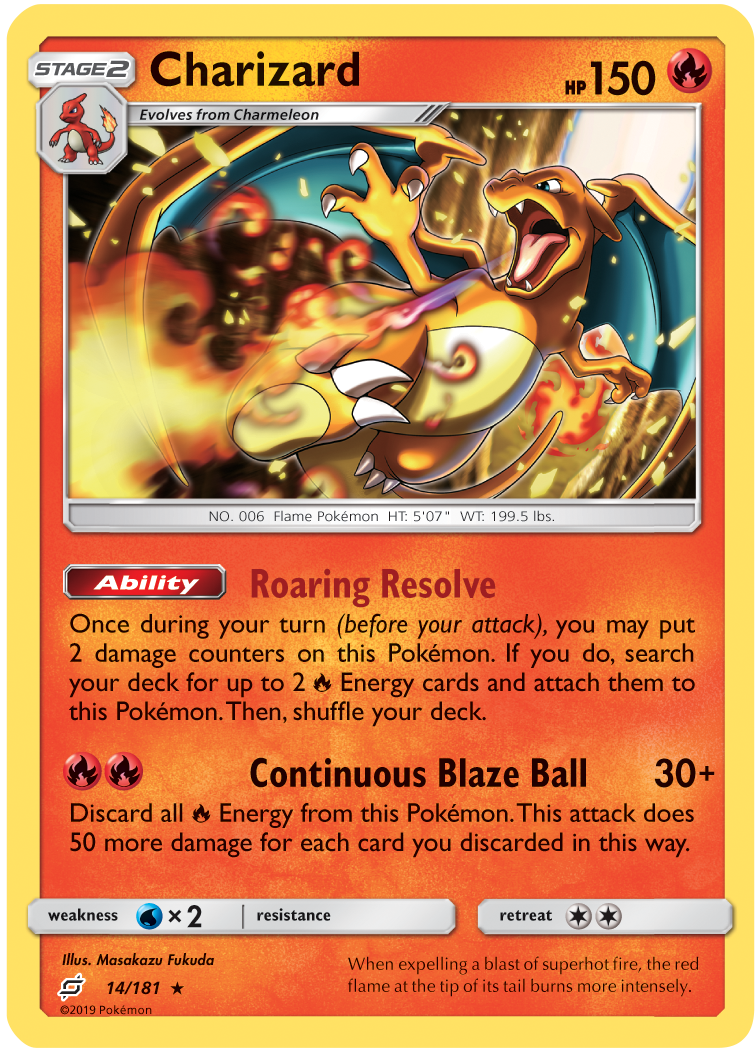 STAGE2 Charizard HP150
Evolves from Charmeleon
NO. 006 Flame Pokémon HT: 5'07" WT: 199.5 lbs.
Ability Roaring Resolve
Once during your turn (before your attack), you may put
2 damage counters on this Pokémon. If you do, search
your deck for up to 2 Energy cards and attach them to
this Pokémon. Then, shuffle your deck.
Continuous Blaze Ball 30+
Discard all Energy from this Pokémon. This attack does
50 more damage for each card you discarded in this way.
weakness ×2 resistance retreat
Illus. Masakazu Fukuda
When expelling a blast of superhot fire, the red
flame at the tip of its tail burns more intensely.
14/181 ★
©2019 Pokémon